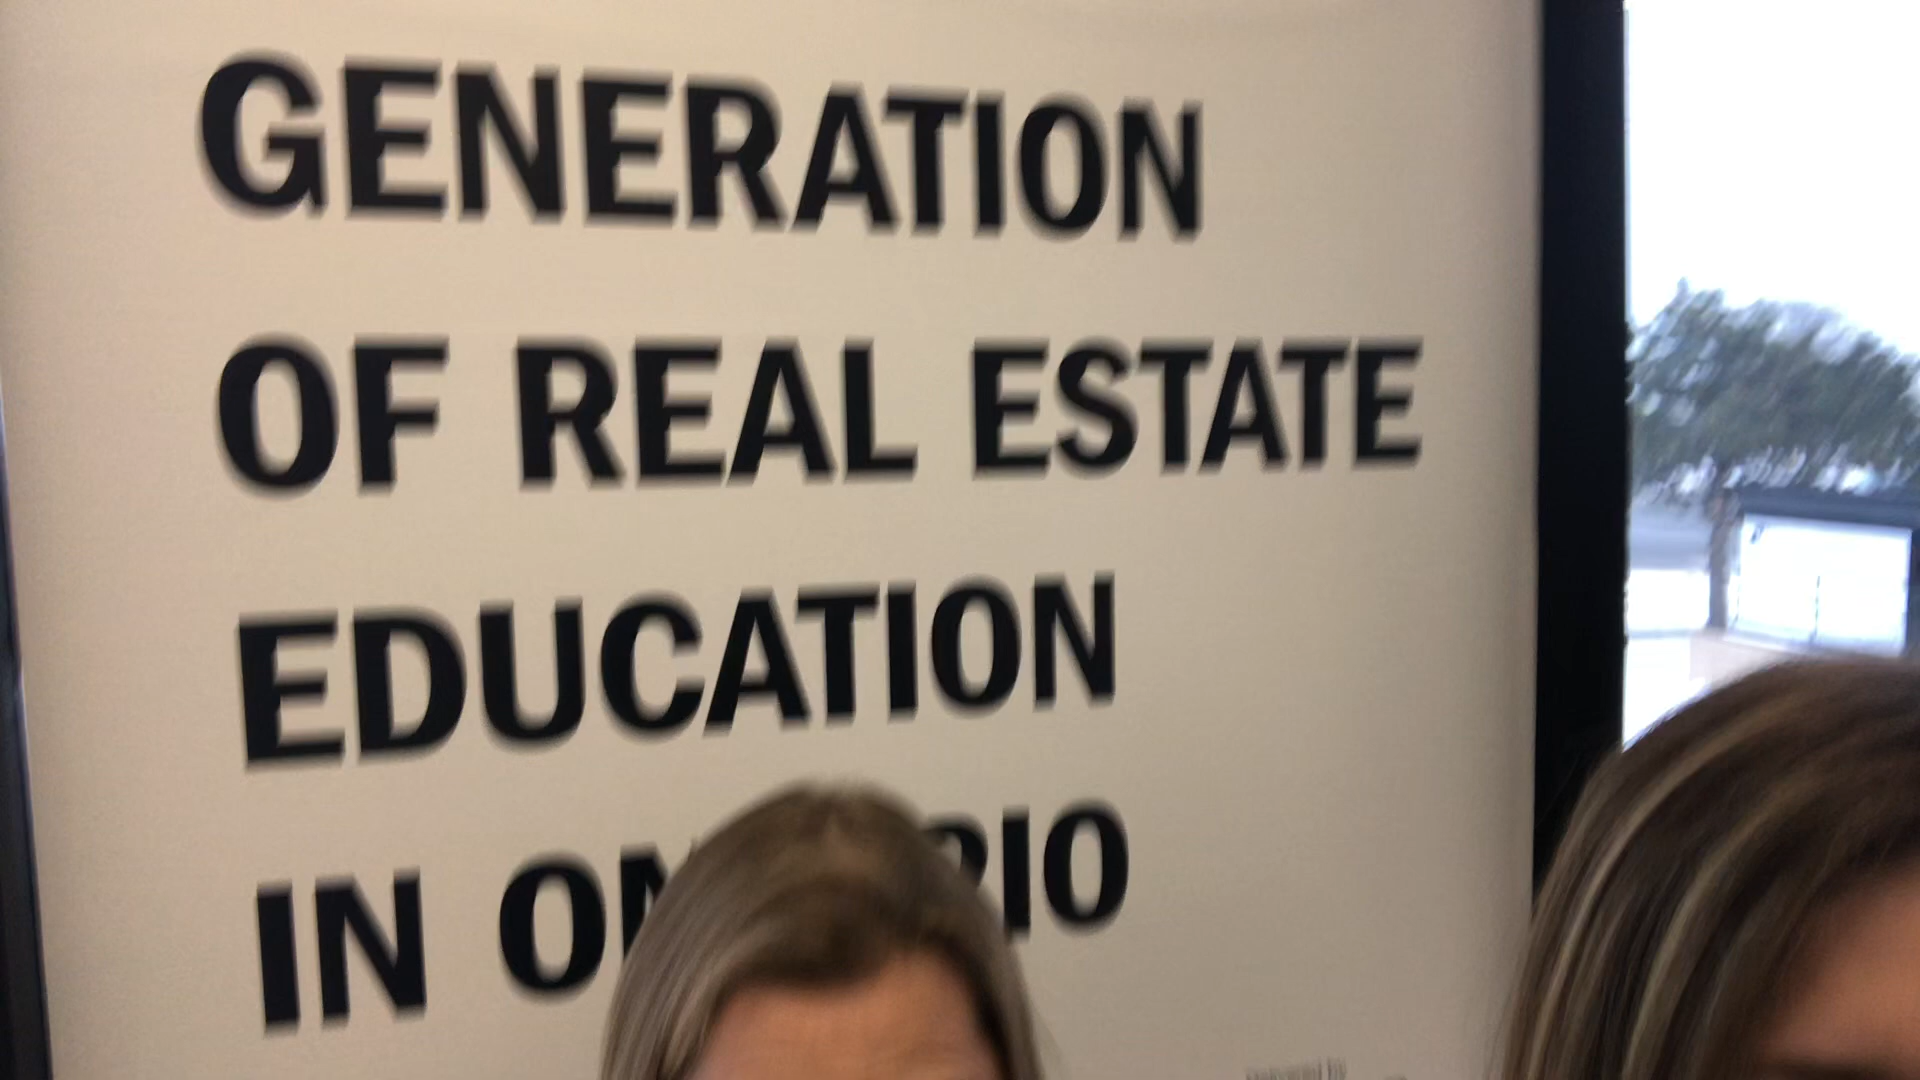 GENERATION
OF REAL ESTATE
EDUCATION
IN ON RIO